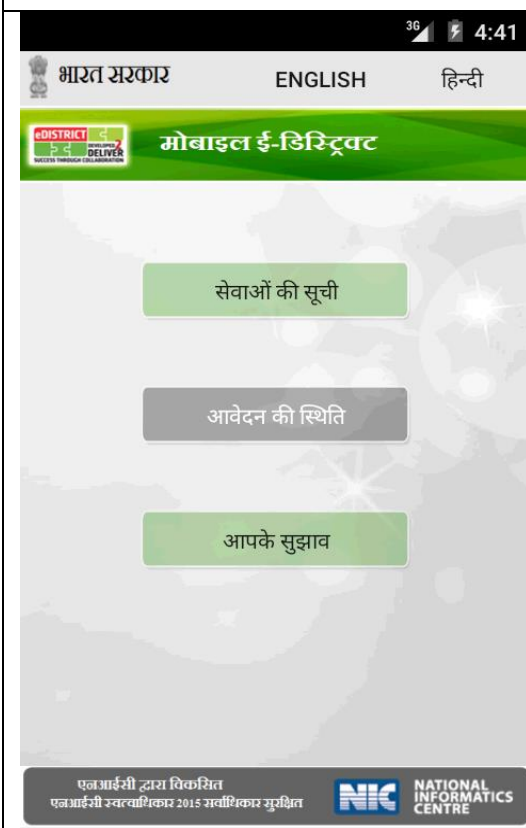 3G 4:41
भारत सरकार ENGLISH हिन्दी
eDISTRICT
DEVELOPED2
DELIVER
SUCCESS THROUGH COLLABORATION
मोबाइल ई-डिस्ट्रिक्ट
सेवाओं की सूची
आवेदन की स्थिति
आपके सुझाव
एनआईसी द्वारा विकसित
एनआईसी स्वत्वाधिकार 2015 सर्वाधिकार सुरक्षित
NIC
NATIONAL
INFORMATICS
CENTRE